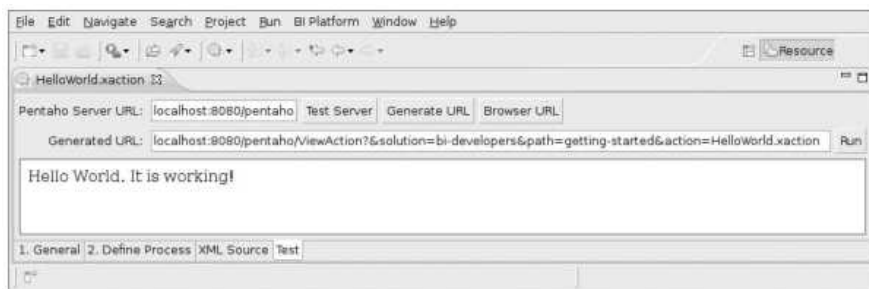 File Edit Navigate Search Project Run BI Platform Window Help
Resource
HelloWorld.xaction
Pentaho Server URL: localhost:8080/pentaho Test Server Generate URL Browser URL
Generated URL: localhost:8080/pentaho/ViewAction?&solution=bi-developers&path=getting-started&action=HelloWorld.xaction Run
Hello World. It is working!
1. General 2. Define Process XML Source Test